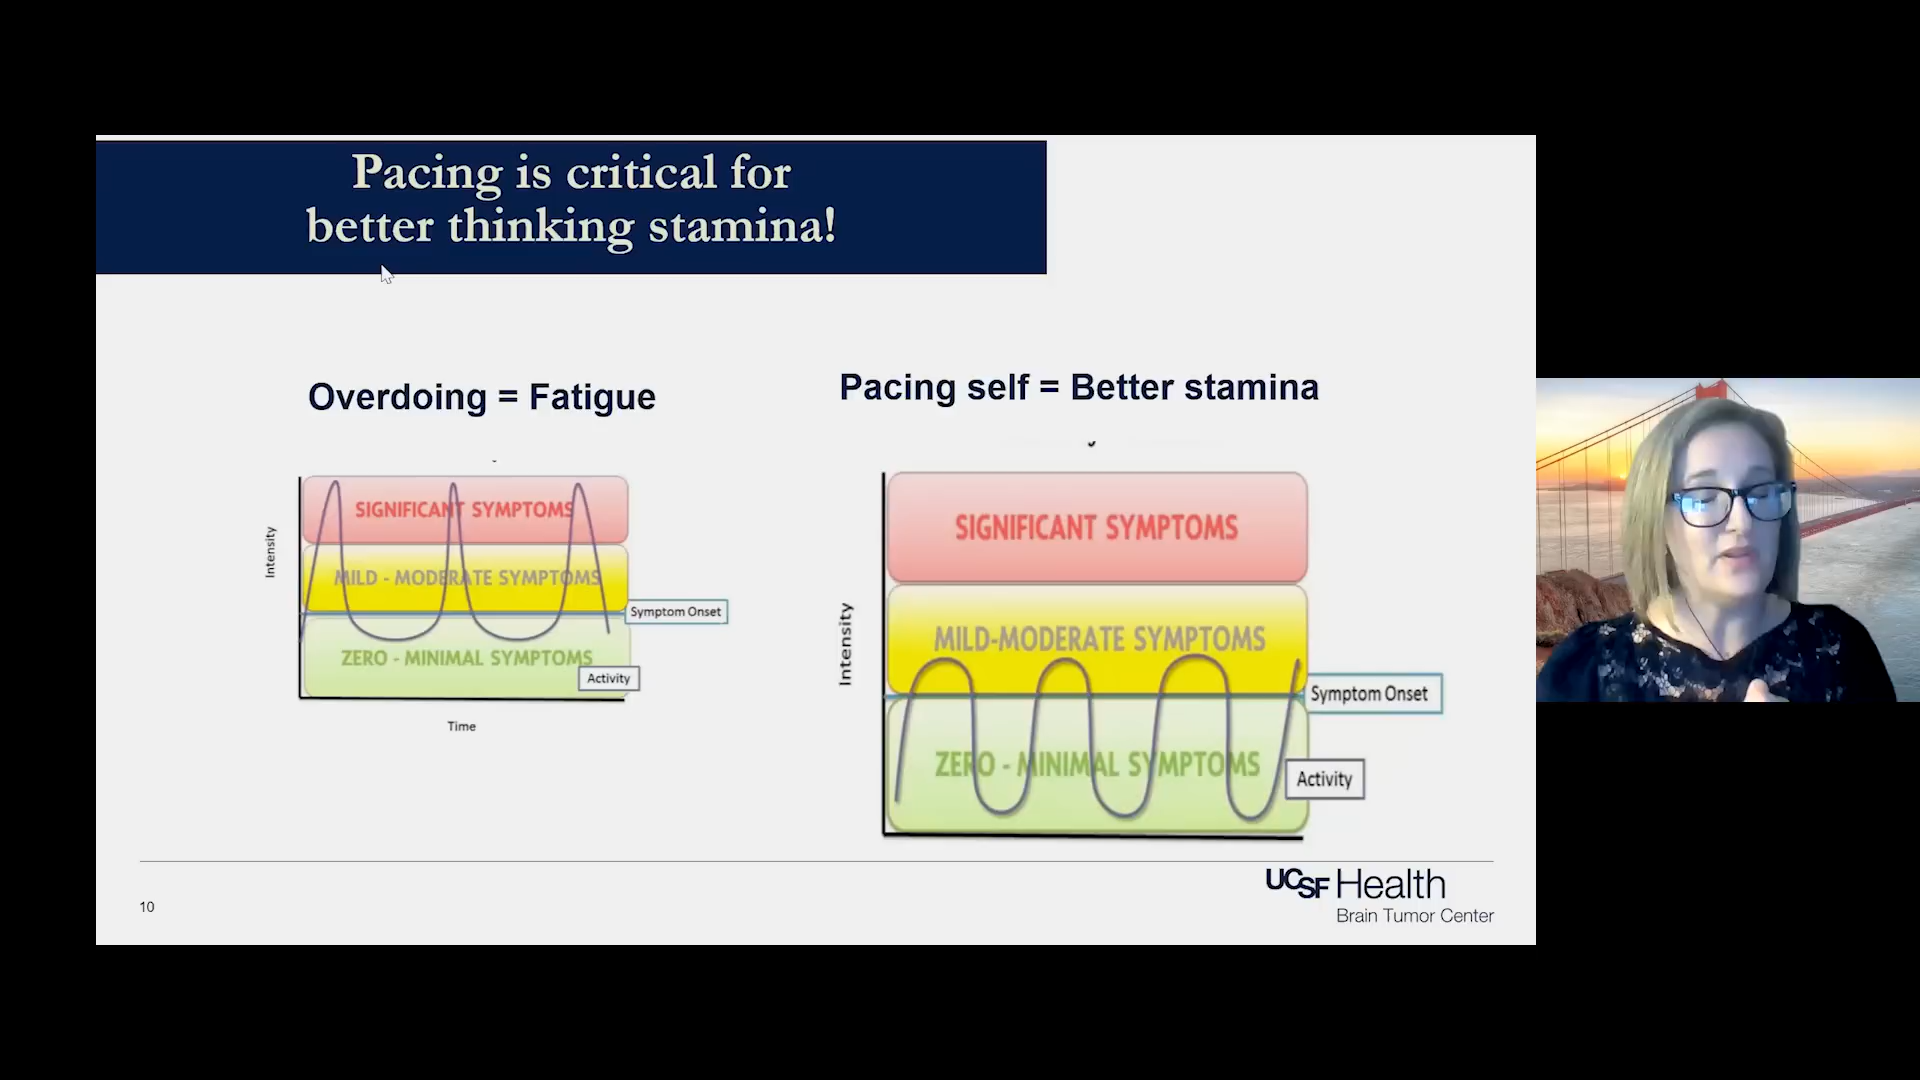 Pacing is critical for
better thinking stamina!
Overdoing = Fatigue
Intensity
SIGNIFICANT SYMPTOMS
MILD - MODERATE SYMPTOMS
Symptom Onset
ZERO - MINIMAL SYMPTOMS
Activity
Time
Pacing self = Better stamina
Intensity
SIGNIFICANT SYMPTOMS
MILD-MODERATE SYMPTOMS
Symptom Onset
ZERO - MINIMAL SYMPTOMS
Activity
10
UCSF Health
Brain Tumor Center